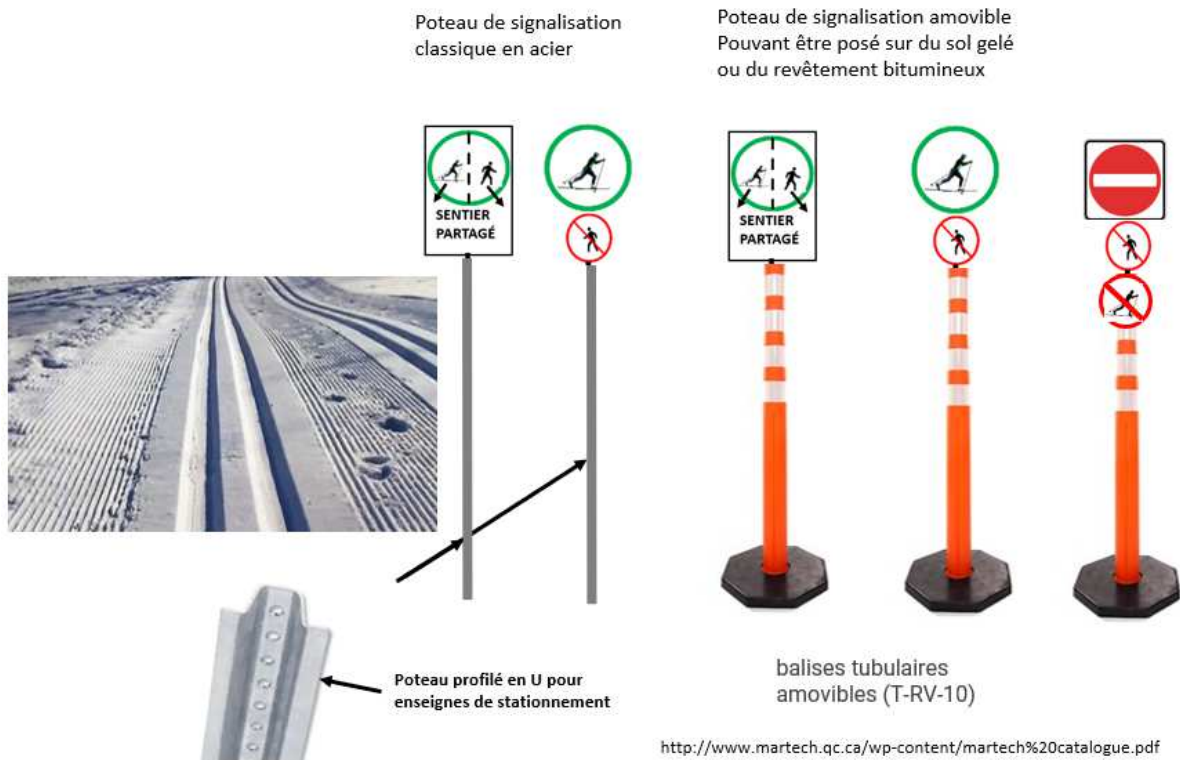 Poteau de signalisation
classique en acier
Poteau de signalisation amovible
Pouvant être posé sur du sol gelé
ou du revêtement bitumineux
SENTIER
PARTAGÉ
SENTIER
PARTAGÉ
Poteau profilé en U pour
enseignes de stationnement
balises tubulaires
amovibles (T-RV-10)
http://www.martech.qc.ca/wp-content/martech%20catalogue.pdf